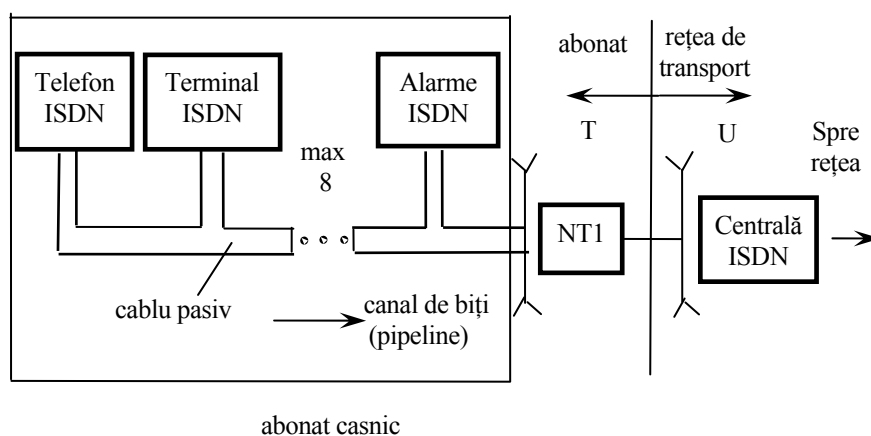 Telefon
ISDN
Terminal
ISDN
Alarme
ISDN
max
8
cablu pasiv
canal de biți
(pipeline)
abonat casnic
abonat
rețea de
transport
T
U
NT1
Centrală
ISDN
Spre
rețea